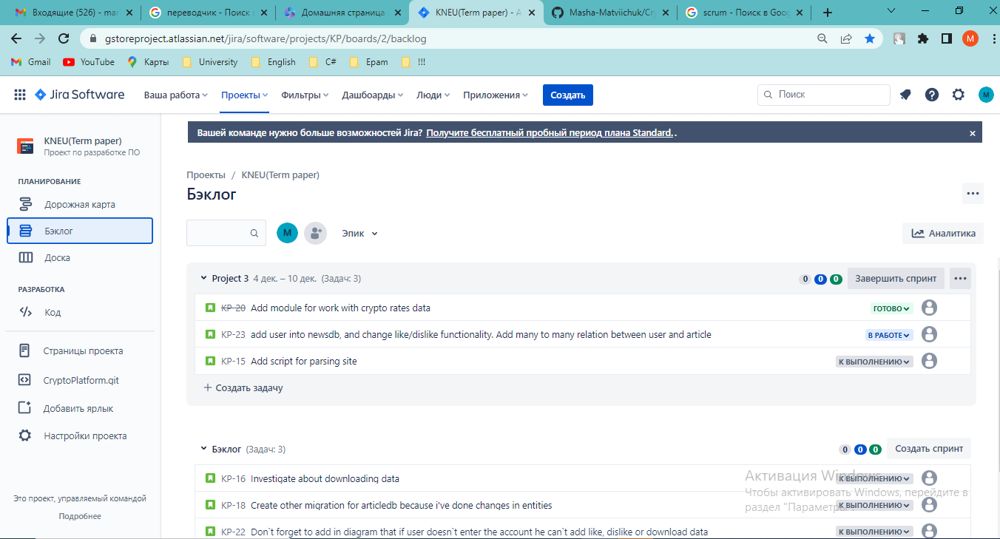 Входящие (526) - mar
переводчик - Поиск в
Домашняя страница
KNEU(Term paper) - A
Masha-Matviichuk/Cry
scrum - Поиск в Goog
gstoreproject.atlassian.net/jira/software/projects/KP/boards/2/backlog
M
Gmail YouTube Карты University English C# Epam !!!
Jira Software Ваша работа Проекты Фильтры Дашборды Люди Приложения Создать Поиск M
KNEU(Term paper)
Проект по разработке ПО
ПЛАНИРОВАНИЕ
Дорожная карта
Бэклог
Доска
РАЗРАБОТКА
Код
Страницы проекта
CryptoPlatform.git
Добавить ярлык
Настройки проекта
Это проект, управляемый командой
Подробнее
Вашей команде нужно больше возможностей Jira? Получите бесплатный пробный период плана Standard. .
Проекты / KNEU(Term paper)
Бэклог
M Эпик Аналитика
Project 3 4 дек. – 10 дек. (Задач: 3) 0 0 0 Завершить спринт
KP-20 Add module for work with crypto rates data ГОТОВО
KP-23 add user into newsdb, and change like/dislike functionality. Add many to many relation between user and article В РАБОТЕ
KP-15 Add script for parsing site К ВЫПОЛНЕНИЮ
+ Создать задачу
Бэклог (Задач: 3) 0 0 0 Создать спринт
KP-16 Investigate about downloading data К ВЫПОЛНЕНИЮ
KP-18 Create other migration for articledb because i've done changes in entities К ВЫПОЛНЕНИЮ
KP-22 Don`t forget to add in diagram that if user doesn`t enter the account he can`t add like, dislike or download data К ВЫПОЛНЕНИЮ
Активация Windows
Чтобы активировать Windows, перейдите в
раздел "Параметры".